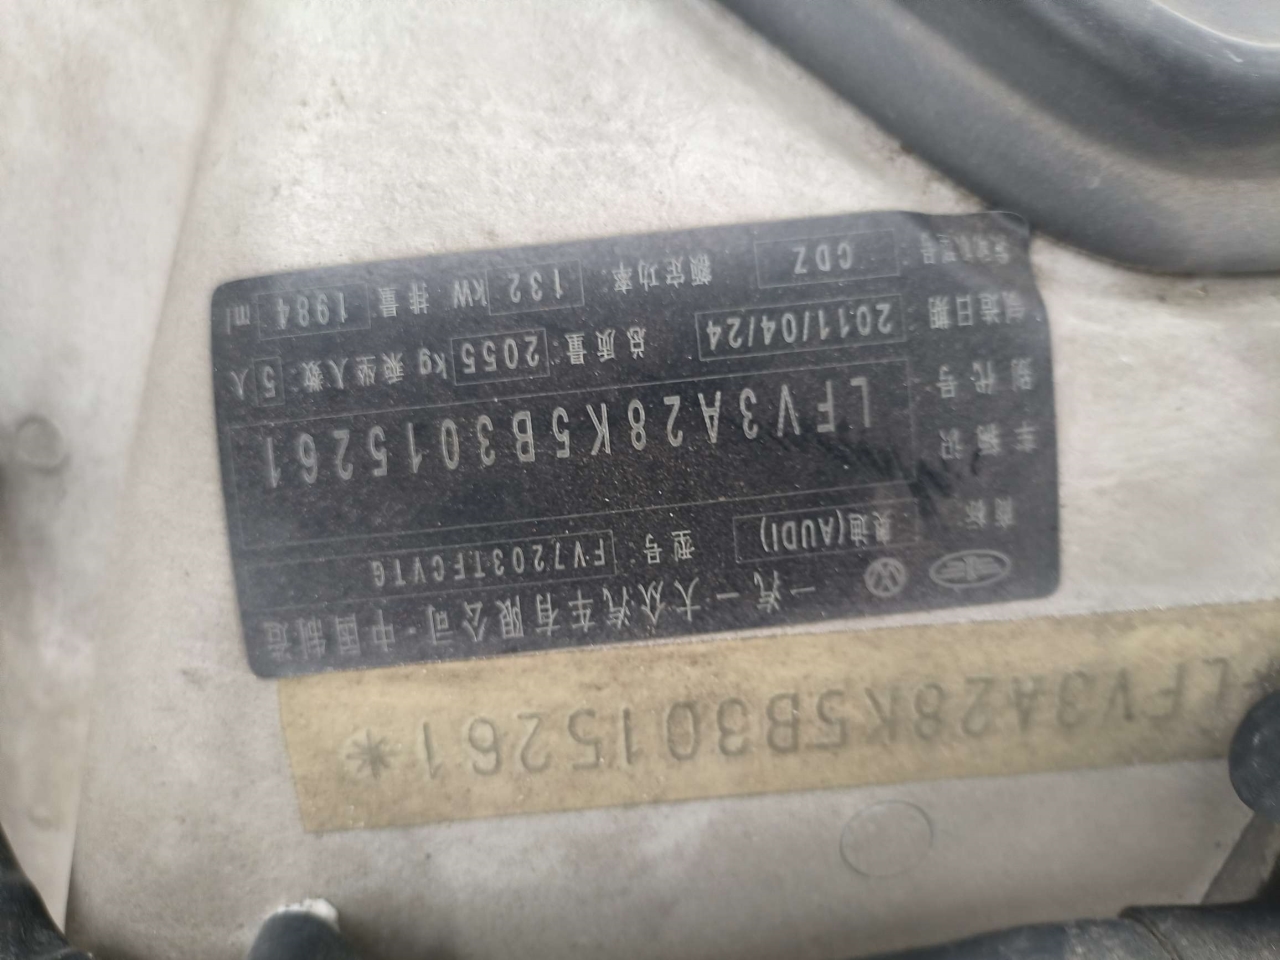 一汽一大众汽车有限公司·中国制造
商标 奥迪(AUDI) 型号: FV7203TFCVTG
车辆识别代号 LFV3A28K5B3015261
制造日期 2011/04/24 总质量 2055 kg 乘坐人数: 5 人
发动机型号: CDZ 额定功率: 132 kW 排量 1984 ml
*LFV3A28K5B3015261*